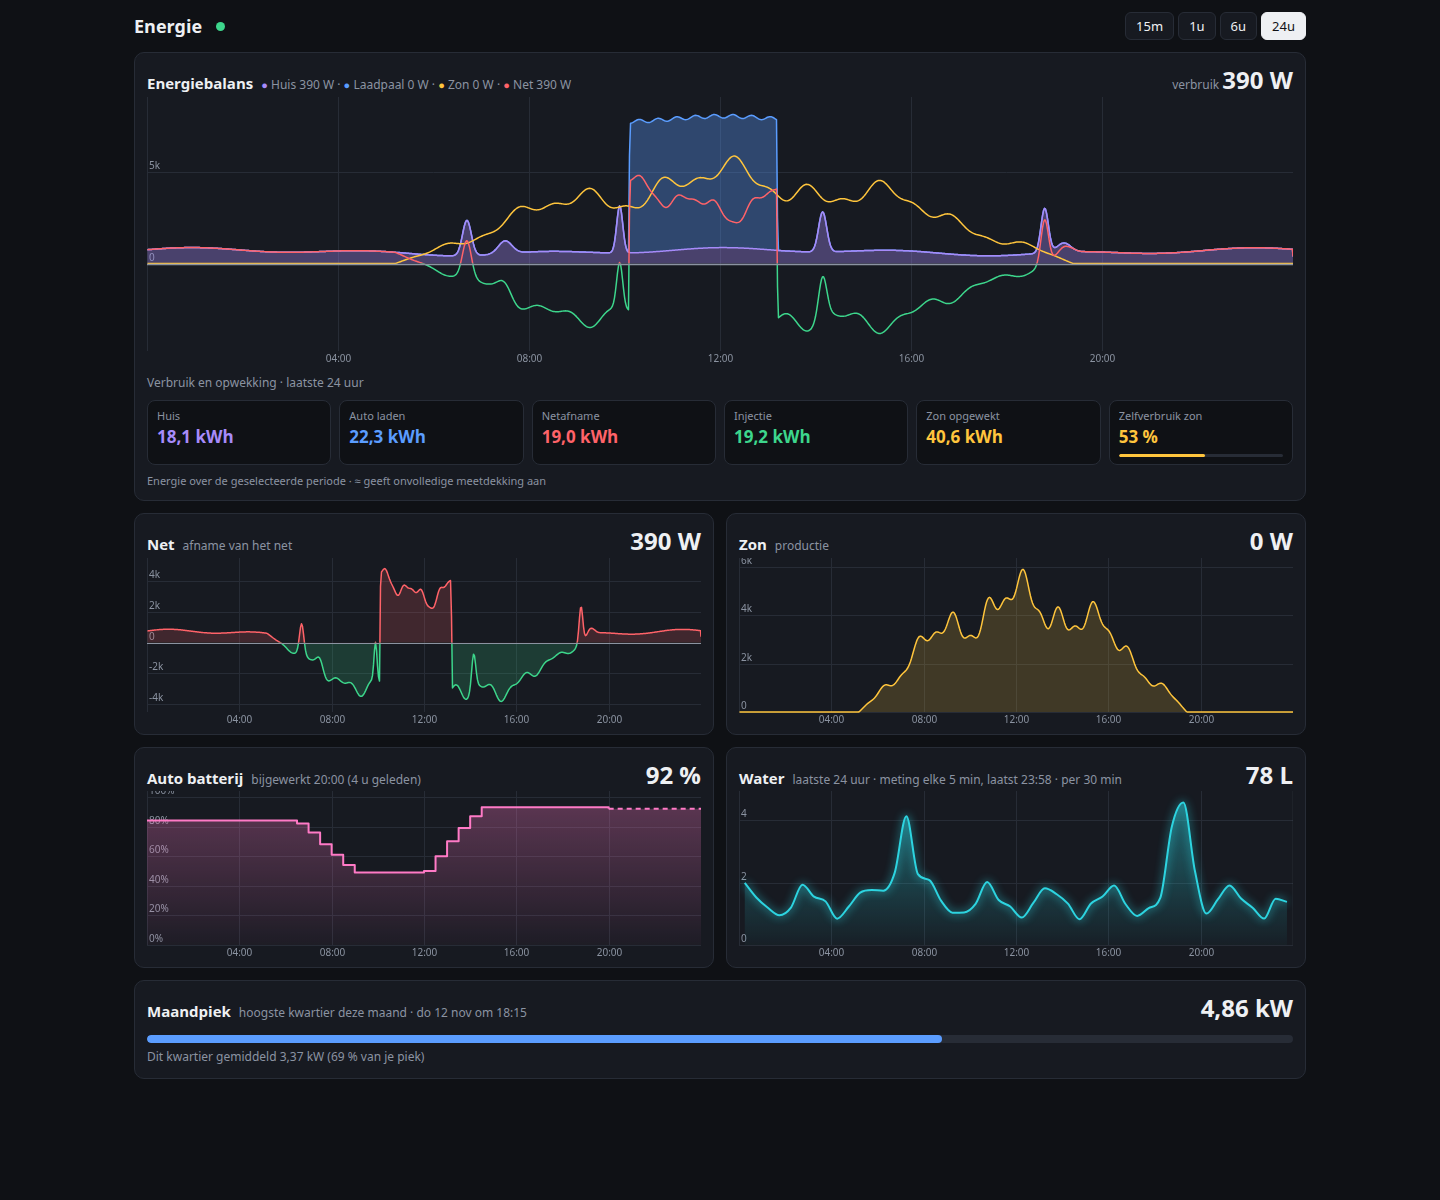 Energie
15m 1u 6u 24u
Energiebalans Huis 390 W · Laadpaal 0 W · Zon 0 W · Net 390 W
verbruik 390 W
5k
0
04:00 08:00 12:00 16:00 20:00
Verbruik en opwekking · laatste 24 uur
Huis
18,1 kWh
Auto laden
22,3 kWh
Netafname
19,0 kWh
Injectie
19,2 kWh
Zon opgewekt
40,6 kWh
Zelfverbruik zon
53 %
Energie over de geselecteerde periode · ≈ geeft onvolledige meetdekking aan
Net afname van het net 390 W
4k
2k
0
-2k
-4k
04:00 08:00 12:00 16:00 20:00
Zon productie 0 W
6k
4k
2k
0
04:00 08:00 12:00 16:00 20:00
Auto batterij bijgewerkt 20:00 (4 u geleden) 92 %
100%
80%
60%
40%
20%
0%
04:00 08:00 12:00 16:00 20:00
Water laatste 24 uur · meting elke 5 min, laatst 23:58 · per 30 min 78 L
4
2
0
04:00 08:00 12:00 16:00 20:00
Maandpiek hoogste kwartier deze maand · do 12 nov om 18:15 4,86 kW
Dit kwartier gemiddeld 3,37 kW (69 % van je piek)